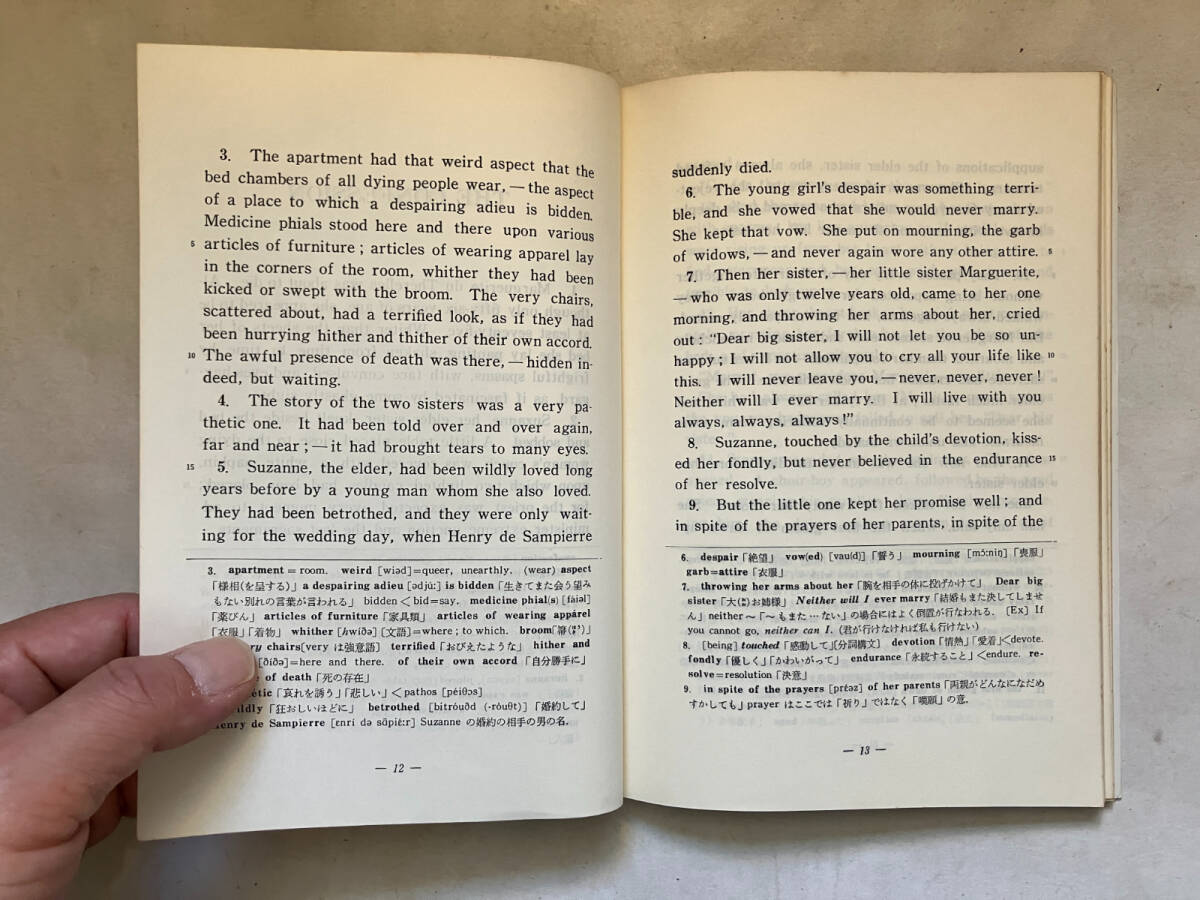 3. The apartment had that weird aspect that the
bed chambers of all dying people wear, — the aspect
of a place to which a despairing adieu is bidden.
Medicine phials stood here and there upon various
5 articles of furniture ; articles of wearing apparel lay
in the corners of the room, whither they had been
kicked or swept with the broom. The very chairs,
scattered about, had a terrified look, as if they had
been hurrying hither and thither of their own accord.
10 The awful presence of death was there, — hidden in-
deed, but waiting.
4. The story of the two sisters was a very pa-
thetic one. It had been told over and over again,
far and near ; — it had brought tears to many eyes.
15 5. Suzanne, the elder, had been wildly loved long
years before by a young man whom she also loved.
They had been betrothed, and they were only wait-
ing for the wedding day, when Henry de Sampierre
3. apartment = room. weird [wiəd]=queer, unearthly. (wear) aspect
「様相(を呈する)」 a despairing adieu [ədjúː] is bidden「生きてまた会う望み
もない別れの言葉が言われる」 bidden < bid=say. medicine phial(s) [fáiəl]
「薬びん」 articles of furniture「家具類」 articles of wearing appárel
「衣服」「着物」 whither [hwíðə] [文語]=where ; to which. broom「箒(ほうき)」
ry chairs[very は強意語] terrified「おびえたような」 hither and
[ðíðə]=here and there. of their own accord「自分勝手に」
e of death「死の存在」
etic「哀れを誘う」「悲しい」< pathos [péiθɔs]
ldly「狂おしいほどに」 betrothed [bitróuðd (-róuθt)]「婚約して」
enry de Sampierre [ɛnri də sɑ̃piɛːr] Suzanne の婚約の相手の男の名.
— 12 —
suddenly died.
6. The young girl's despair was something terri-
ble, and she vowed that she would never marry.
She kept that vow. She put on mourning, the garb
of widows, — and never again wore any other attire. 5
7. Then her sister, — her little sister Marguerite,
— who was only twelve years old, came to her one
morning, and throwing her arms about her, cried
out : "Dear big sister, I will not let you be so un-
happy ; I will not allow you to cry all your life like 10
this. I will never leave you, — never, never, never !
Neither will I ever marry. I will live with you
always, always, always !"
8. Suzanne, touched by the child's devotion, kiss-
ed her fondly, but never believed in the endurance 15
of her resolve.
9. But the little one kept her promise well ; and
in spite of the prayers of her parents, in spite of the
6. despair「絶望」 vow(ed) [vau(d)]「誓う」 mourning [mɔ́ːniŋ]「喪服」
garb=attire「衣服」
7. throwing her arms about her「腕を相手の体に投げかけて」 Dear big
sister「大(好)きなお姉様」 Neither will I ever marry「結婚もまた決してしませ
ん」neither～「～もまた…ない」の場合にはよく倒置が行なわれる. [Ex] If
you cannot go, neither can I. (君が行けなければ私も行けない)
8. [being] touched「感動して」[分詞構文] devotion「情熱」「愛着」<devote.
fondly「優しく」「かわいがって」 endurance「永続すること」<endure. re-
solve=resolution「決意」
9. in spite of the prayers [prɛ́əz] of her parents「両親がどんなになだめ
すかしても」prayer はここでは「祈り」ではなく「嘆願」の意.
— 13 —